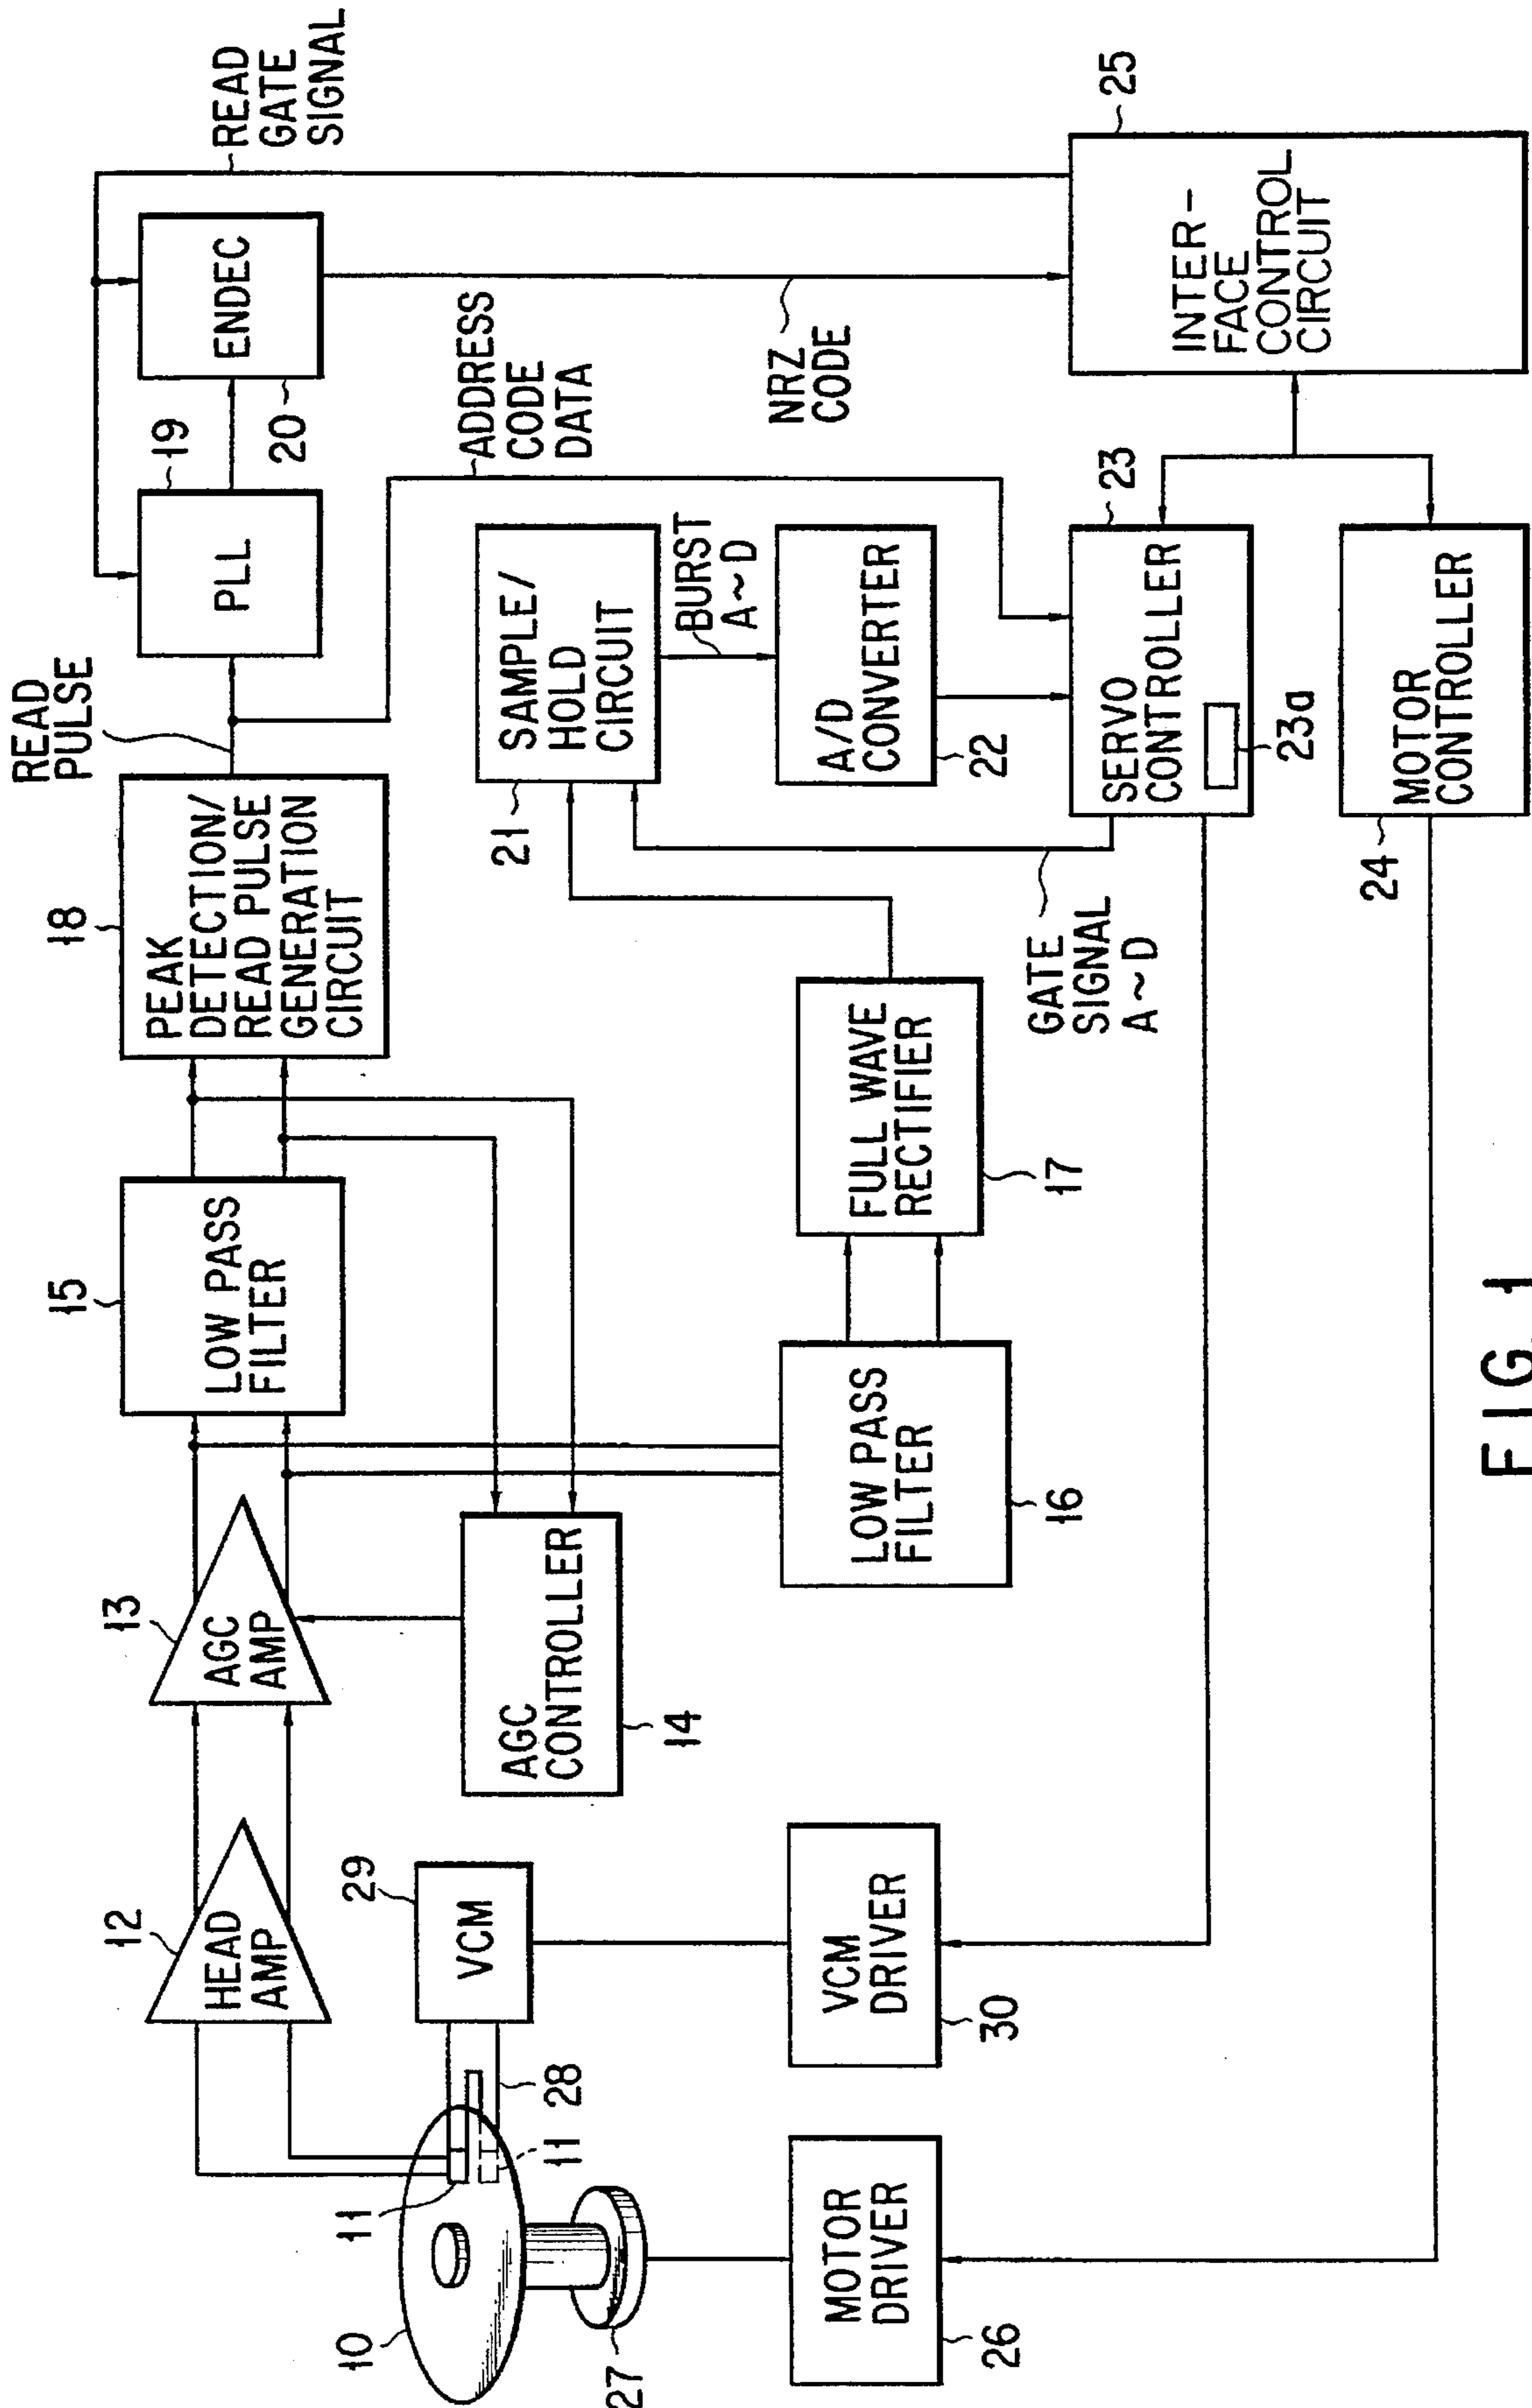 FIG. 1
10
11
11
12
HEAD
AMP
13
AGC
AMP
14
AGC
CONTROLLER
15
LOW PASS
FILTER
16
LOW PASS
FILTER
17
FULL WAVE
RECTIFIER
18
PEAK
DETECTION/
READ PULSE
GENERATION
CIRCUIT
READ
PULSE
19
PLL
20
ENDEC
READ
GATE
SIGNAL
ADDRESS
CODE
DATA
NRZ
CODE
21
SAMPLE/
HOLD
CIRCUIT
BURST
A~D
22
A/D
CONVERTER
GATE
SIGNAL
A~D
23
SERVO
CONTROLLER
23a
24
MOTOR
CONTROLLER
25
INTER-
FACE
CONTROL
CIRCUIT
26
MOTOR
DRIVER
27
28
29
VCM
30
VCM
DRIVER